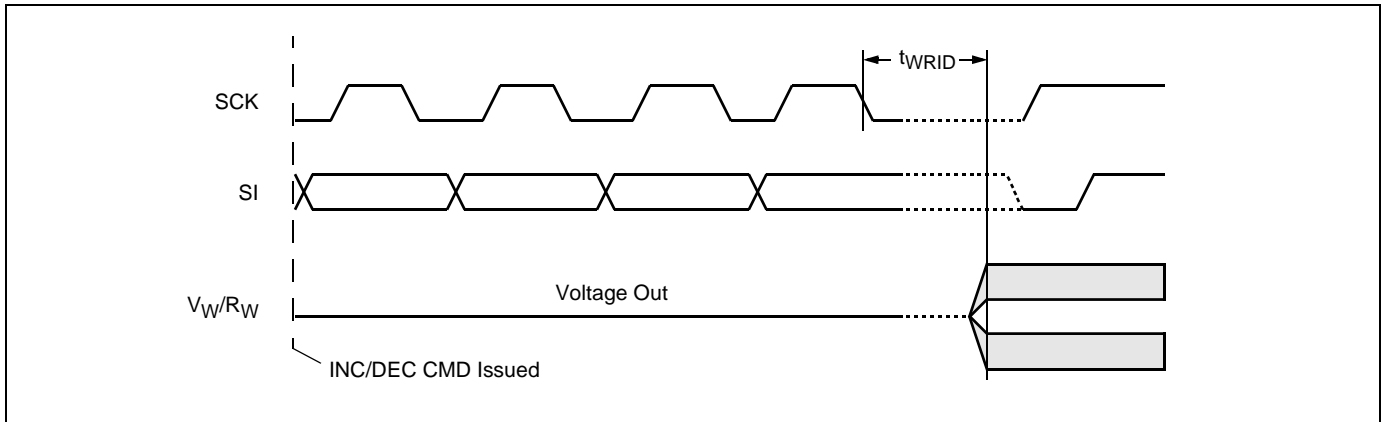 tWRID
SCK
SI
Voltage Out
VW/RW
INC/DEC CMD Issued